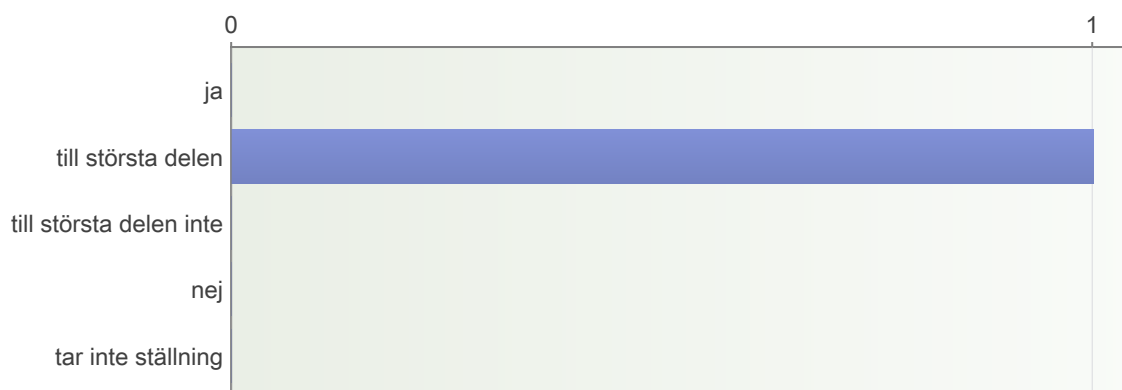 0 1
ja
till största delen
till största delen inte
nej
tar inte ställning